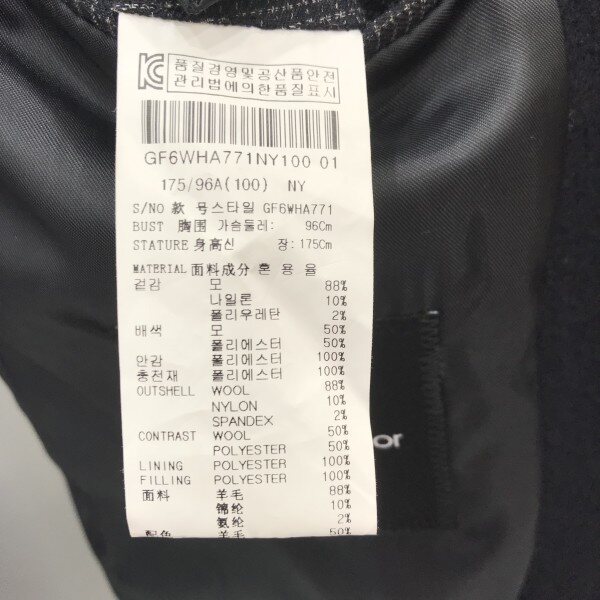 품질경영및공산품안전
관리법에의한품질표시
GF6WHA771NY100 01
175/96A(100) NY
S/NO 款 号스타일 GF6WHA771
BUST 胸围 가슴둘레: 96Cm
STATURE 身高신 장: 175Cm
MATERIAL 面料成分 혼 용 율
겉감 모 88%
나일론 10%
폴리우레탄 2%
배색 모 50%
폴리에스터 50%
안감 폴리에스터 100%
충전재 폴리에스터 100%
OUTSHELL WOOL 88%
NYLON 10%
SPANDEX 2%
CONTRAST WOOL 50%
POLYESTER 50%
LINING POLYESTER 100%
FILLING POLYESTER 100%
面料 羊毛 88%
锦纶 10%
氨纶 2%
配色 羊毛 50%